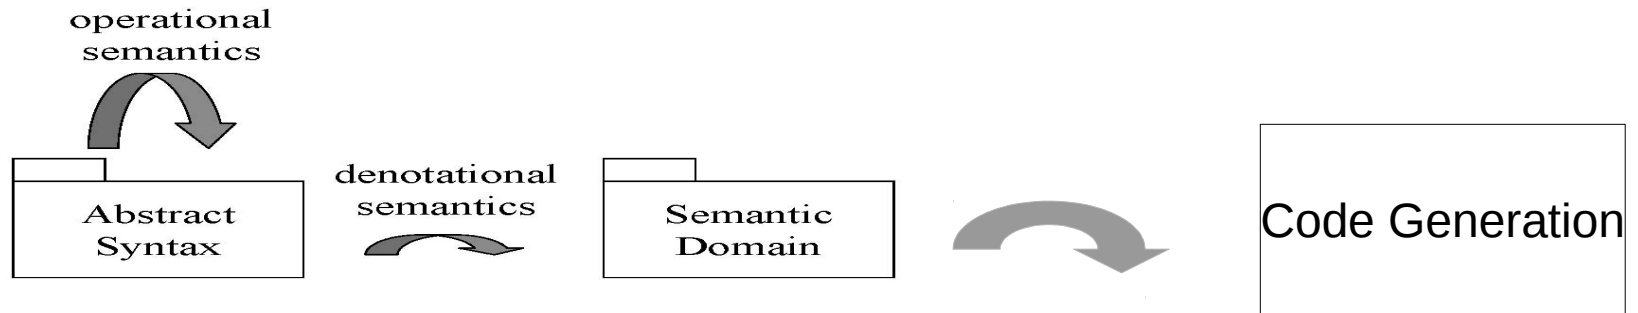 operational
semantics
Abstract
Syntax
denotational
semantics
Semantic
Domain
Code Generation